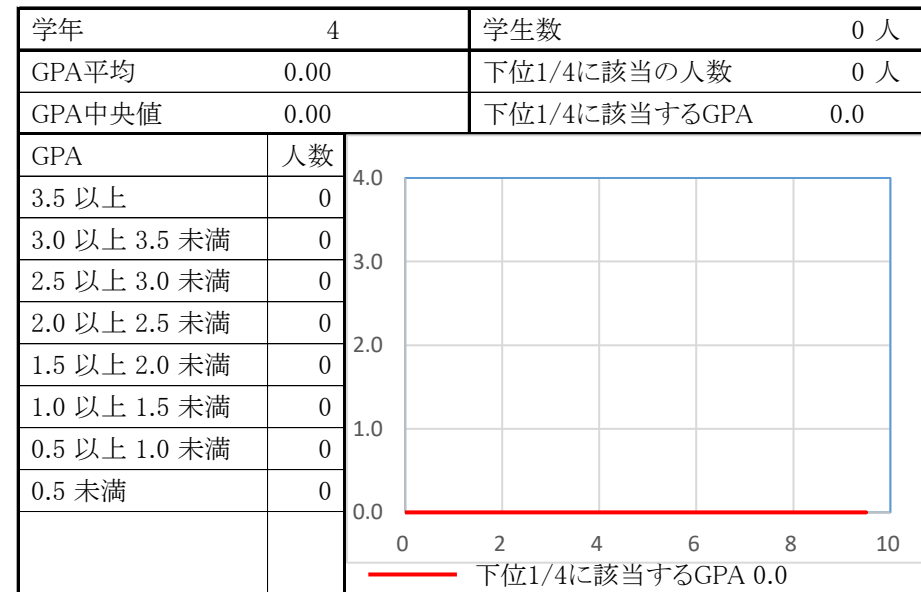 学年 4 学生数 0 人
GPA平均 0.00 下位1/4に該当の人数 0 人
GPA中央値 0.00 下位1/4に該当するGPA 0.0
GPA 人数
3.5 以上 0
3.0 以上 3.5 未満 0
2.5 以上 3.0 未満 0
2.0 以上 2.5 未満 0
1.5 以上 2.0 未満 0
1.0 以上 1.5 未満 0
0.5 以上 1.0 未満 0
0.5 未満 0
4.0
3.0
2.0
1.0
0.0
0 2 4 6 8 10
下位1/4に該当するGPA 0.0